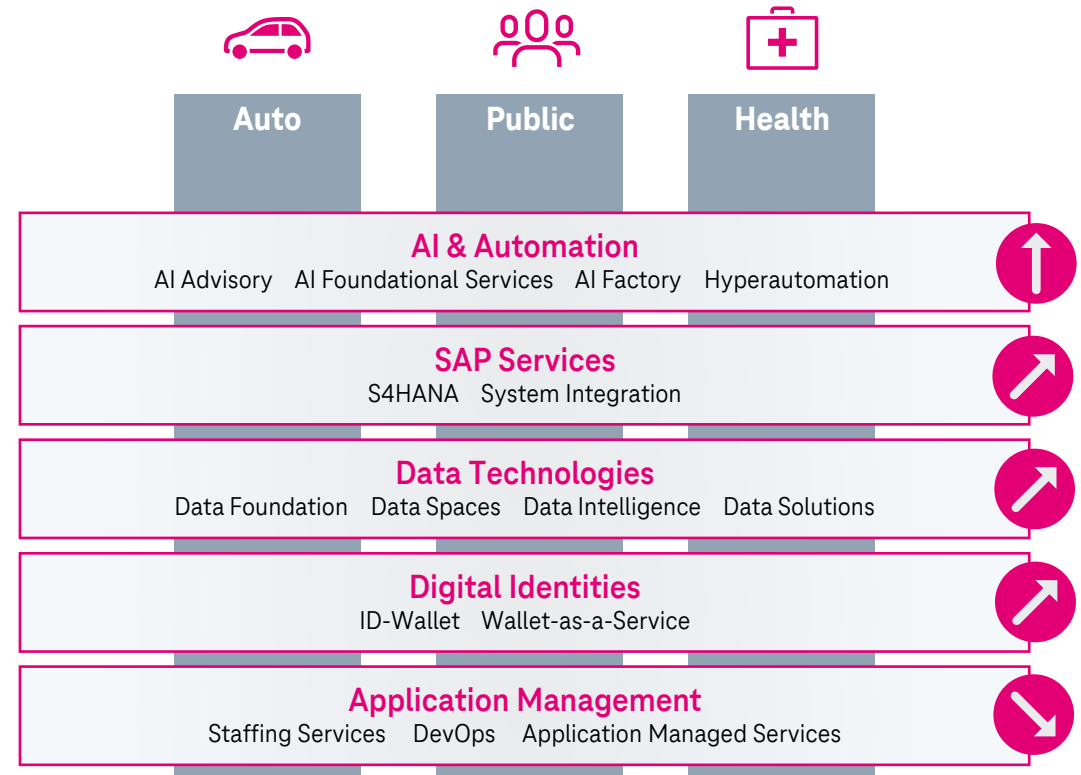 Auto Public Health
AI & Automation
AI Advisory AI Foundational Services AI Factory Hyperautomation
SAP Services
S4HANA System Integration
Data Technologies
Data Foundation Data Spaces Data Intelligence Data Solutions
Digital Identities
ID-Wallet Wallet-as-a-Service
Application Management
Staffing Services DevOps Application Managed Services